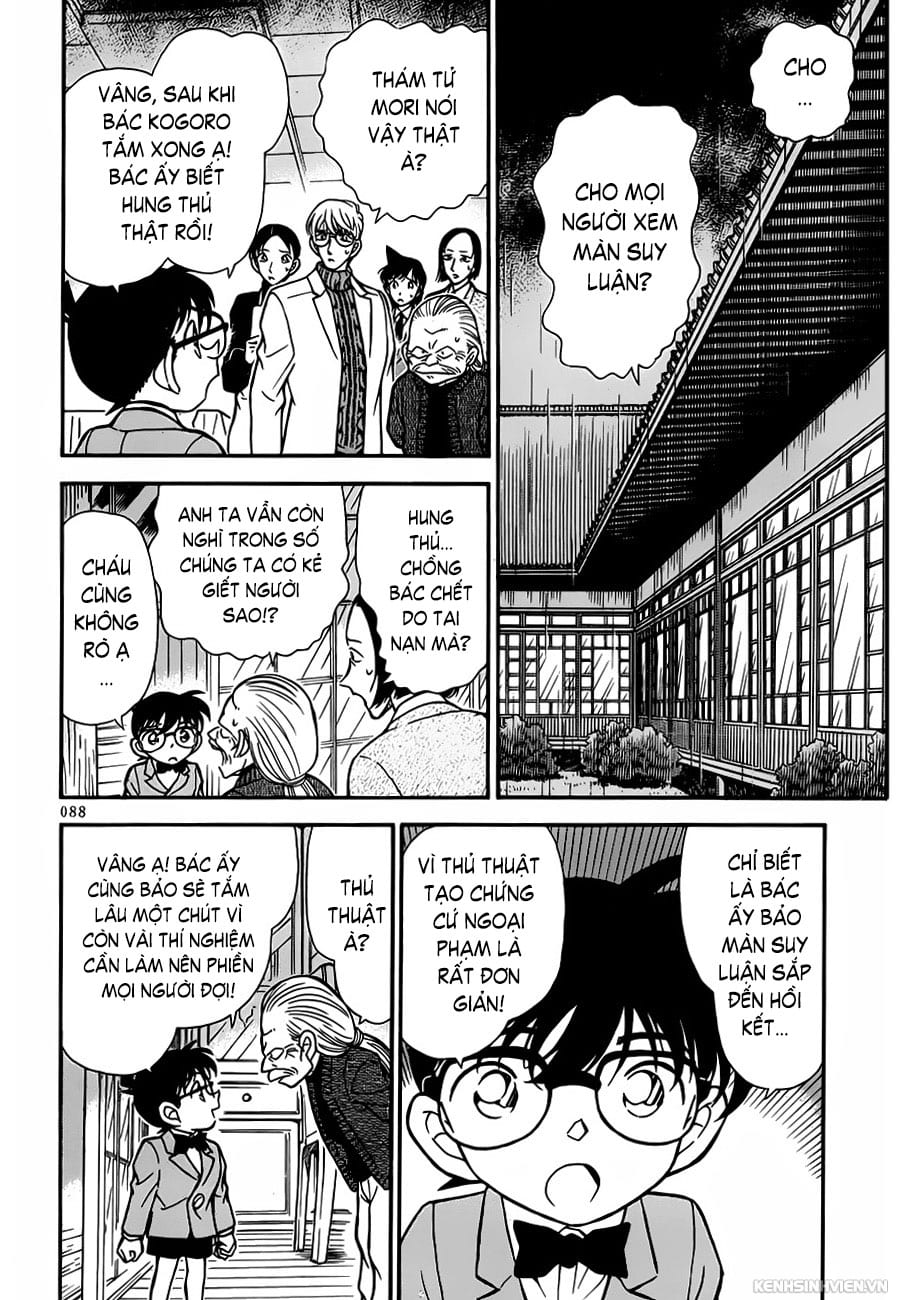 CHO
...
CHO MỌI
NGƯỜI XEM
MÀN SUY
LUẬN?
THÁM TỬ
MORI NÓI
VẬY THẬT
À?
VÂNG, SAU KHI
BÁC KOGORO
TẮM XONG Ạ!
BÁC ẤY BIẾT
HUNG THỦ
THẬT RỒI!
HUNG
THỦ...
CHỒNG
BÁC CHẾT
DO TAI
NẠN MÀ?
ANH TA VẪN CÒN
NGHĨ TRONG SỐ
CHÚNG TA CÓ KẺ
GIẾT NGƯỜI
SAO!?
CHÁU
CŨNG
KHÔNG
RÕ Ạ
...
088
CHỈ BIẾT
LÀ BÁC
ẤY BẢO
MÀN SUY
LUẬN SẮP
ĐẾN HỒI
KẾT...
VÌ THỦ THUẬT
TẠO CHỨNG
CỨ NGOẠI
PHẠM LÀ
RẤT ĐƠN
GIẢN!
THỦ
THUẬT
À?
VÂNG Ạ! BÁC ẤY
CŨNG BẢO SẼ TẮM
LÂU MỘT CHÚT VÌ
CÒN VÀI THÍ NGHIỆM
CẦN LÀM NÊN PHIỀN
MỌI NGƯỜI ĐỢI!
KENHSINHVIEN.VN